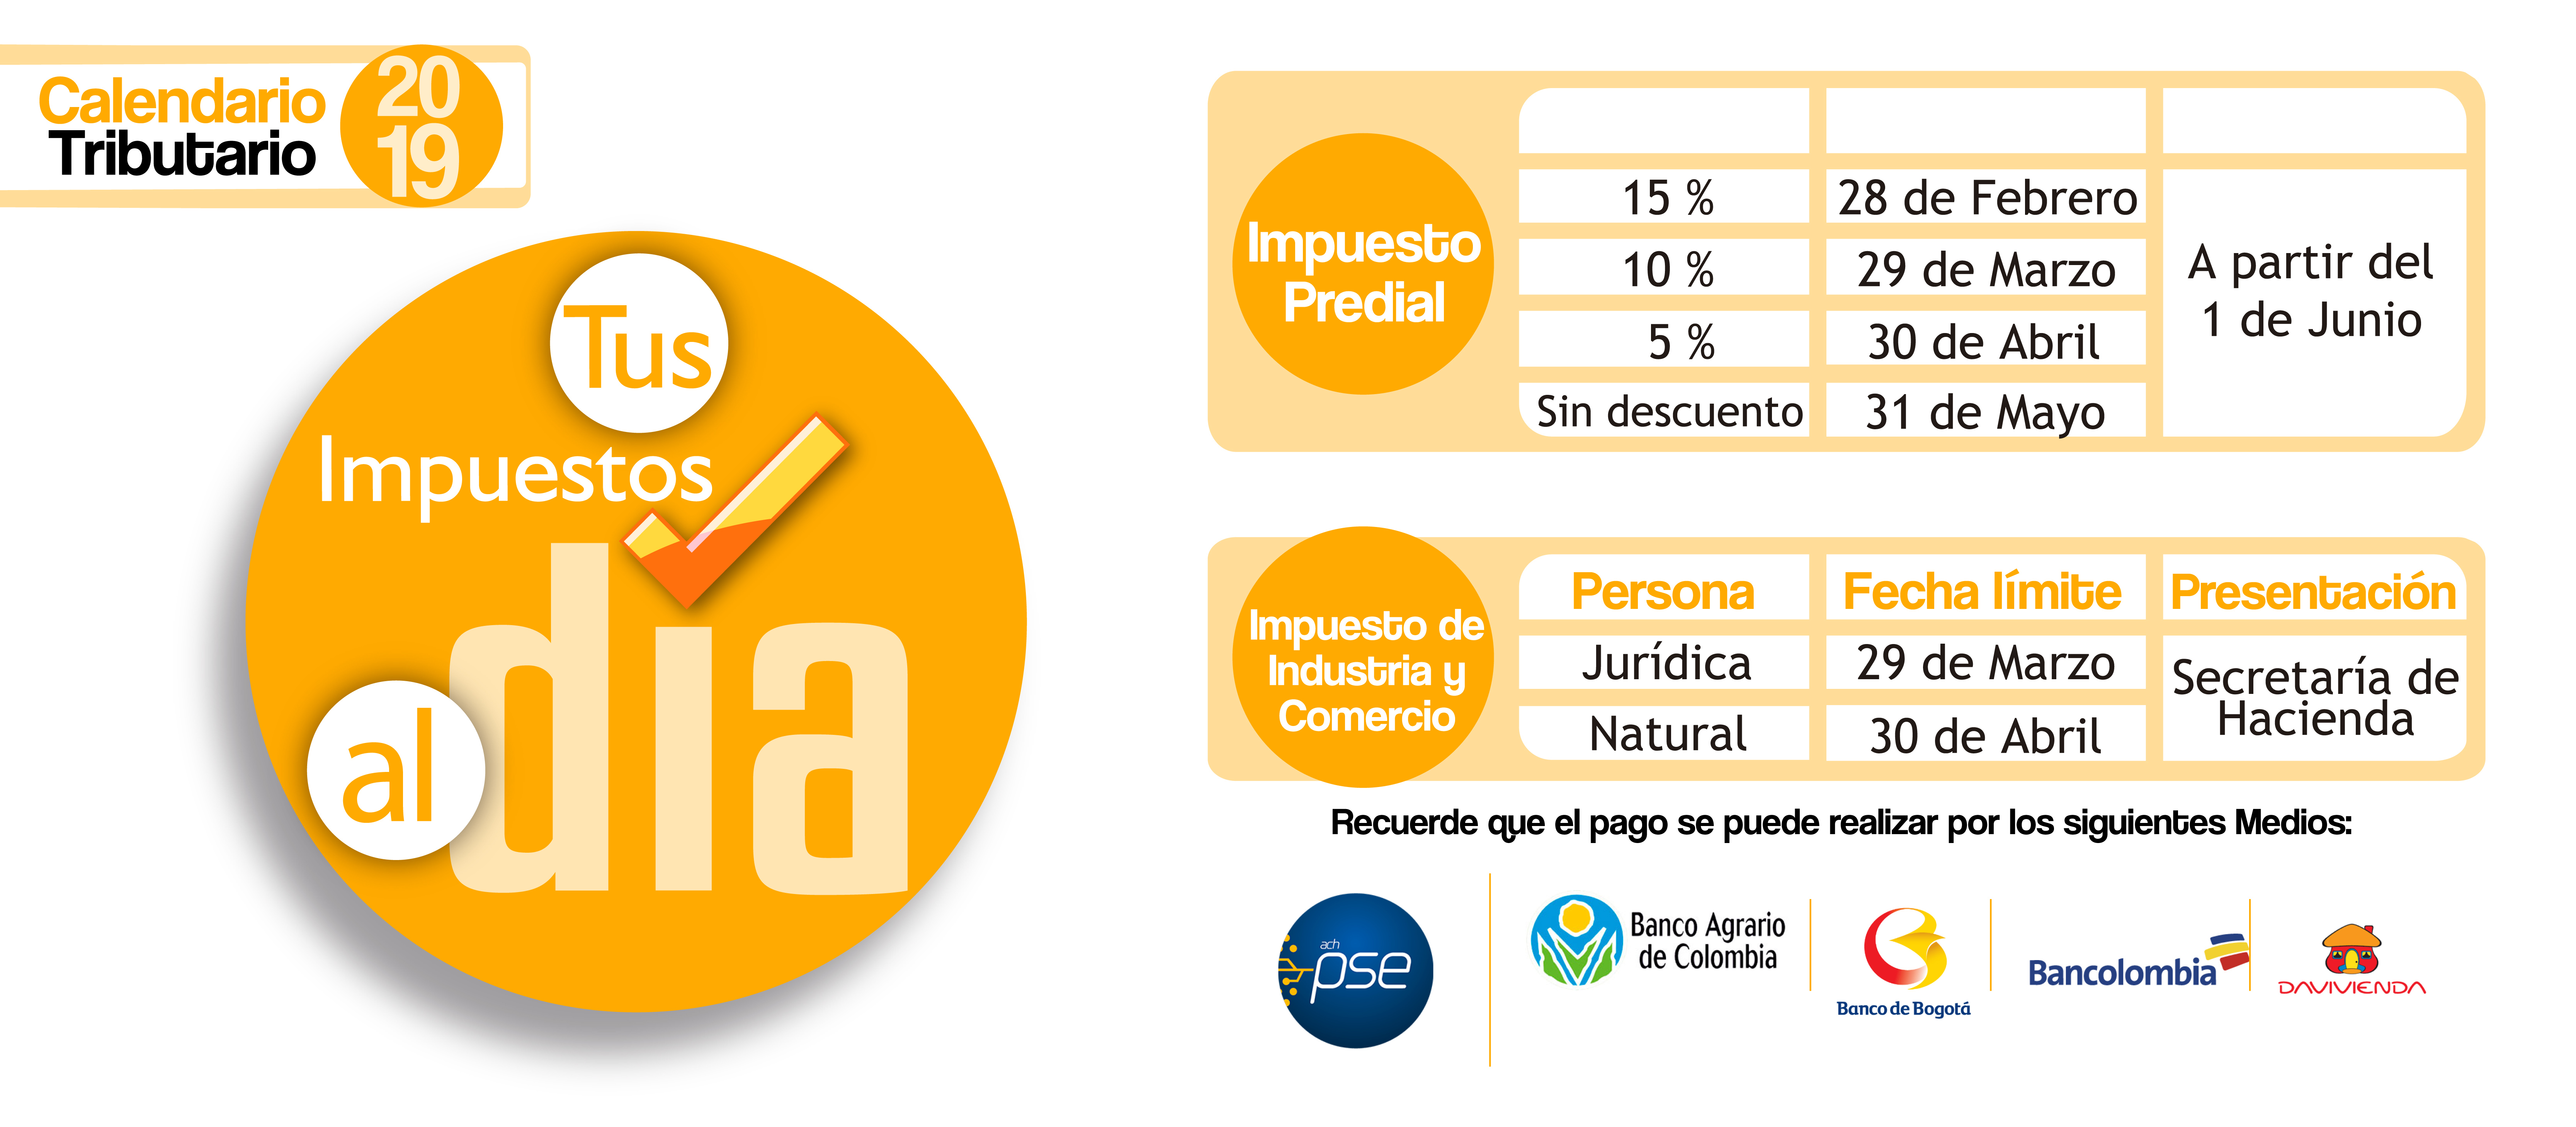 Calendario
Tributario
20
19
Tus
Impuestos
al
día
Impuesto
Predial
15 %
28 de Febrero
10 %
29 de Marzo
5 %
30 de Abril
Sin descuento
31 de Mayo
A partir del
1 de Junio
Impuesto de
Industria y
Comercio
Persona
Fecha límite
Presentación
Jurídica
29 de Marzo
Natural
30 de Abril
Secretaría de
Hacienda
Recuerde que el pago se puede realizar por los siguientes Medios:
ach
pse
Banco Agrario
de Colombia
Banco de Bogotá
Bancolombia
DAVIVIENDA